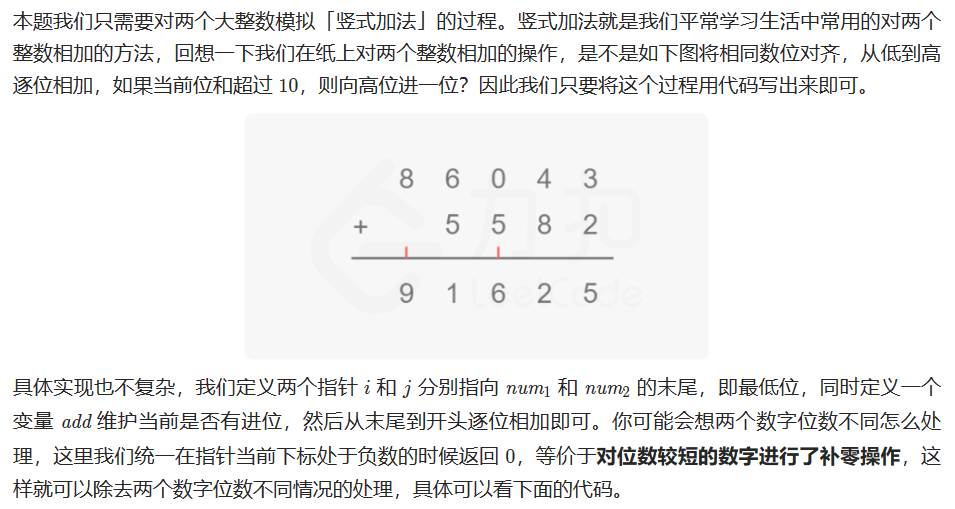 本题我们只需要对两个大整数模拟「竖式加法」的过程。竖式加法就是我们平常学习生活中常用的对两个
整数相加的方法，回想一下我们在纸上对两个整数相加的操作，是不是如下图将相同数位对齐，从低到高
逐位相加，如果当前位和超过 10，则向高位进一位？因此我们只要将这个过程用代码写出来即可。
8 6 0 4 3
+ 5 5 8 2
9 1 6 2 5
力扣
LeetCode
具体实现也不复杂，我们定义两个指针 i 和 j 分别指向 num₁ 和 num₂ 的末尾，即最低位，同时定义一个
变量 add 维护当前是否有进位，然后从末尾到开头逐位相加即可。你可能会想两个数字位数不同怎么处
理，这里我们统一在指针当前下标处于负数的时候返回 0，等价于对位数较短的数字进行了补零操作，这
样就可以除去两个数字位数不同情况的处理，具体可以看下面的代码。